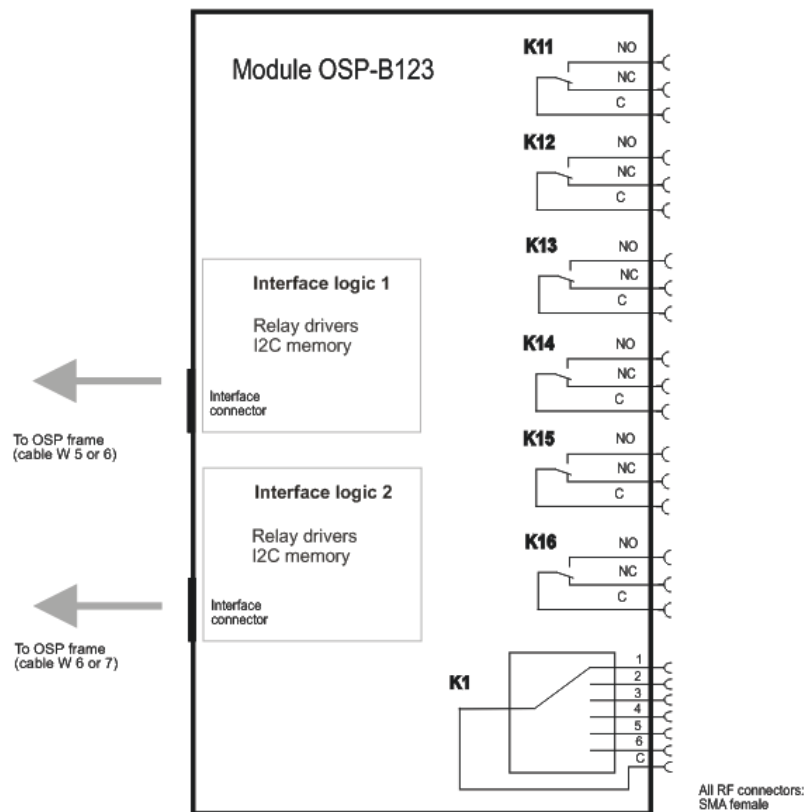 Module OSP-B123
K11
NO
NC
C
K12
NO
NC
C
K13
NO
NC
C
K14
NO
NC
C
K15
NO
NC
C
K16
NO
NC
C
K1
1
2
3
4
5
6
C
Interface logic 1
Relay drivers
I2C memory
Interface
connector
To OSP frame
(cable W 5 or 6)
Interface logic 2
Relay drivers
I2C memory
Interface
connector
To OSP frame
(cable W 6 or 7)
All RF connectors:
SMA female